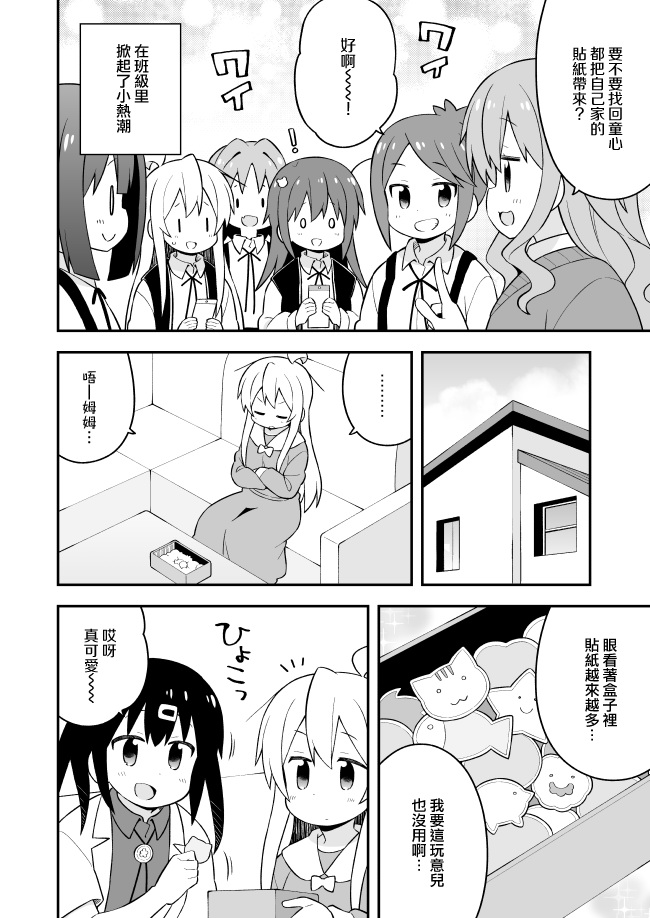 要不要找回童心
都把自己家的
貼紙帶來？
好啊～～！
ワイ
ワイ
！
在班級里
掀起了小熱潮
………
唔—姆姆…
眼看著盒子裡
貼紙越來越多…
我要這玩意兒
也沒用啊…
ひょこっ
哎呀
真可愛～～